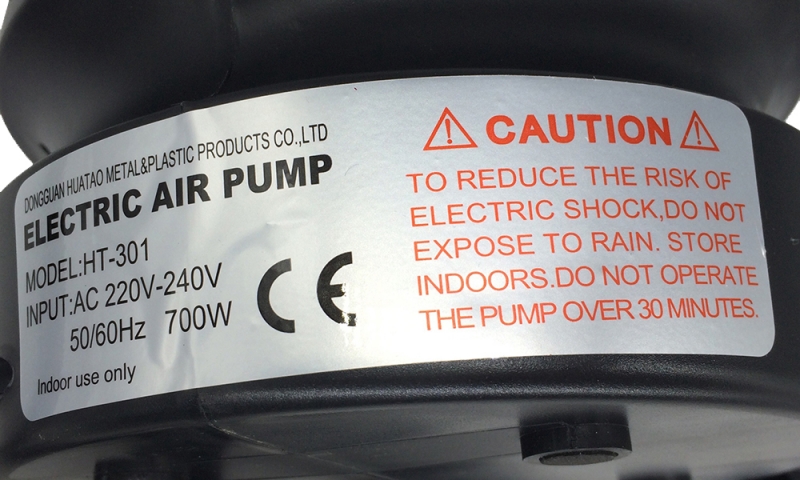 DONGGUAN HUATAO METAL&PLASTIC PRODUCTS CO.,LTD
ELECTRIC AIR PUMP
MODEL:HT-301
INPUT:AC 220V-240V
50/60Hz 700W
Indoor use only
CE
CAUTION
TO REDUCE THE RISK OF
ELECTRIC SHOCK,DO NOT
EXPOSE TO RAIN. STORE
INDOORS.DO NOT OPERATE
THE PUMP OVER 30 MINUTES.